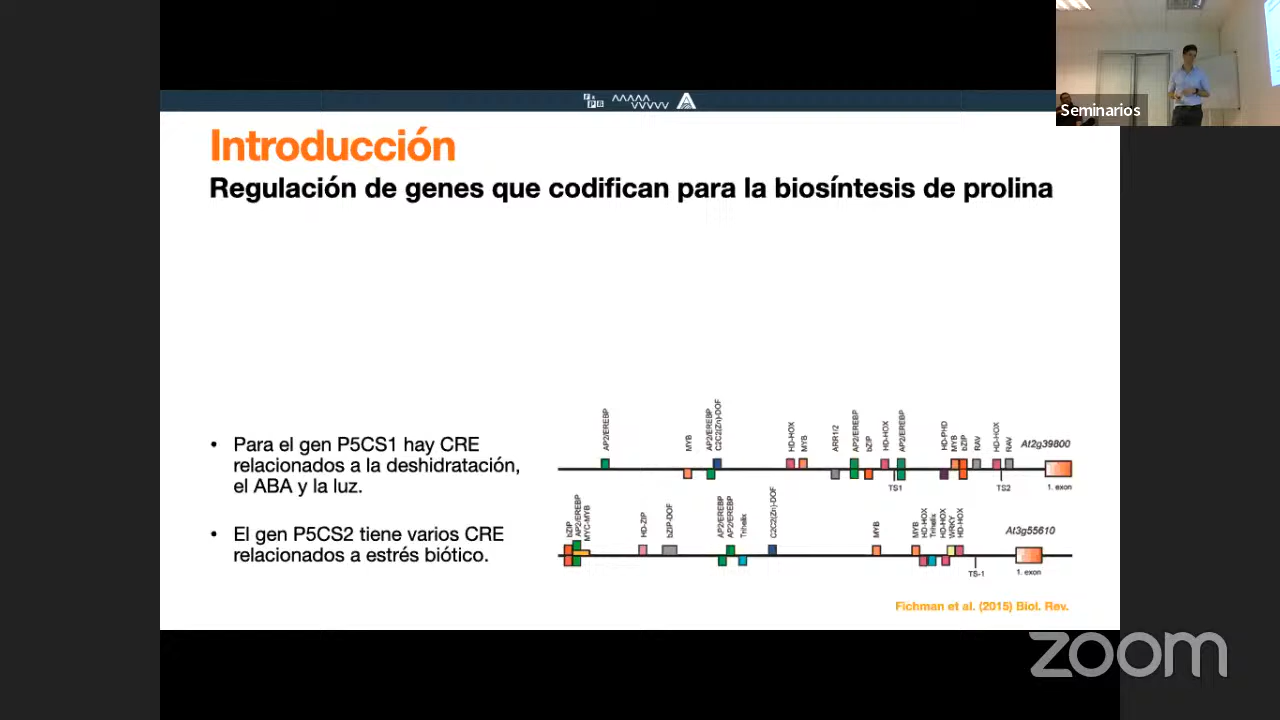 Seminarios
Introducción
Regulación de genes que codifican para la biosíntesis de prolina
• Para el gen P5CS1 hay CRE
relacionados a la deshidratación,
el ABA y la luz.
• El gen P5CS2 tiene varios CRE
relacionados a estrés biótico.
AP2/EREBP
MYB
AP2/EREBP
C2C2(Zn)-DOF
HD-HOX
MYB
ARR1/2
AP2/EREBP
bZIP
HD-HOX
AP2/EREBP
HD-PHD
MYB
bZIP
RAV
HD-HOX
RAV
At2g39800
TS1
TS2
1. exon
bZIP
AP2/EREBP
MYC-MYB
HD-ZIP
bZIP-DOF
AP2/EREBP
AP2/EREBP
Trihelix
C2C2(Zn)-DOF
MYB
MYB
HD-HOX
Trihelix
HD-HOX
WRKY
HD-HOX
At3g55610
TS-1
1. exon
Fichman et al. (2015) Biol. Rev.
zoom